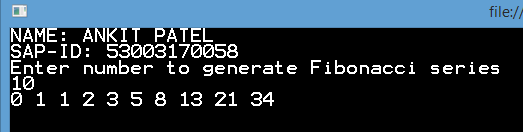 file://
NAME: ANKIT PATEL
SAP-ID: 53003170058
Enter number to generate Fibonacci series
10
0 1 1 2 3 5 8 13 21 34